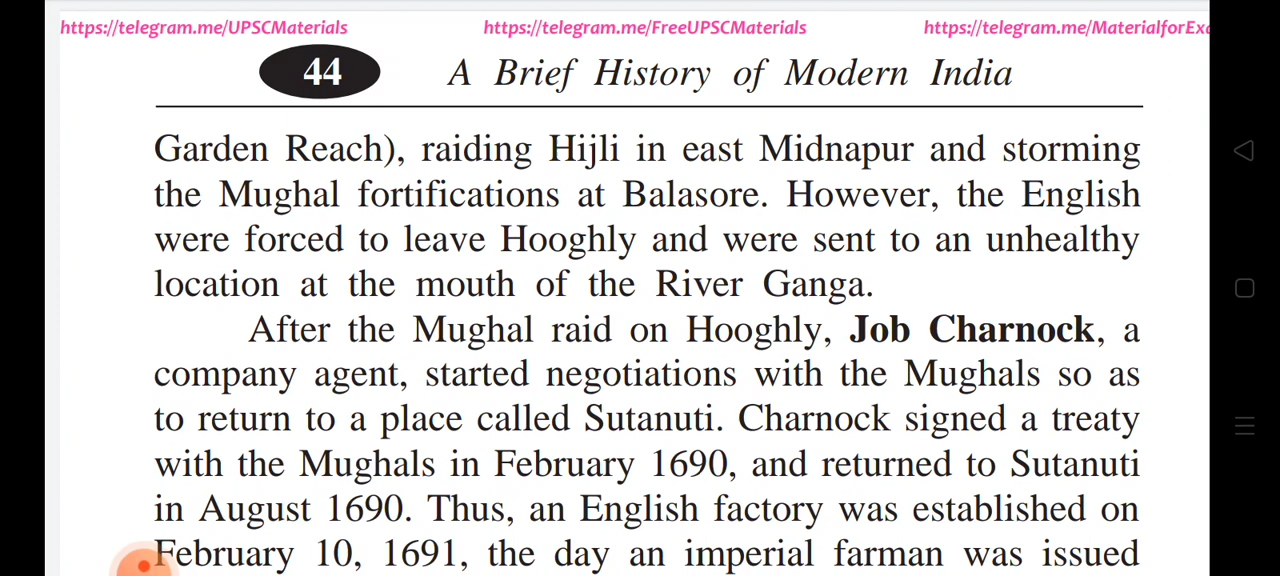 https://telegram.me/UPSCMaterials https://telegram.me/FreeUPSCMaterials https://telegram.me/MaterialforEx
44 A Brief History of Modern India
Garden Reach), raiding Hijli in east Midnapur and storming
the Mughal fortifications at Balasore. However, the English
were forced to leave Hooghly and were sent to an unhealthy
location at the mouth of the River Ganga.
After the Mughal raid on Hooghly, Job Charnock, a
company agent, started negotiations with the Mughals so as
to return to a place called Sutanuti. Charnock signed a treaty
with the Mughals in February 1690, and returned to Sutanuti
in August 1690. Thus, an English factory was established on
February 10, 1691, the day an imperial farman was issued